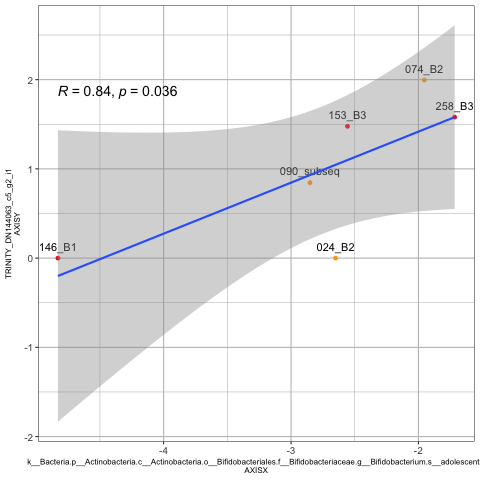 074_B2
R = 0.84, p = 0.036
258_B3
153_B3
090_subseq
146_B1
024_B2
2
1
0
-1
-2
TRINITY_DN144063_c5_g2_i1
AXISY
-4
-3
-2
k__Bacteria.p__Actinobacteria.c__Actinobacteria.o__Bifidobacteriales.f__Bifidobacteriaceae.g__Bifidobacterium.s__adolescent
AXISX